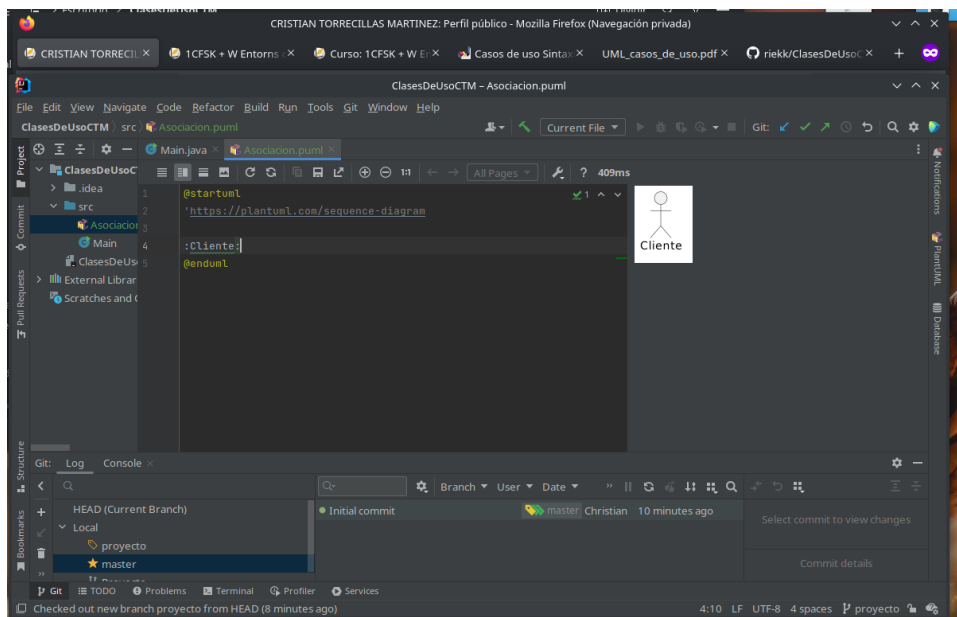 CRISTIAN TORRECILLAS MARTINEZ: Perfil público - Mozilla Firefox (Navegación privada)
CRISTIAN TORRECIL 1CFSK + W Entorns Curso: 1CFSK + W En Casos de uso Sintax UML_casos_de_uso.pdf riekk/ClasesDeUsoC
ClasesDeUsoCTM – Asociacion.puml
File Edit View Navigate Code Refactor Build Run Tools Git Window Help
ClasesDeUsoCTM src Asociacion.puml Current File Git:
Project Main.java Asociacion.puml
ClasesDeUsoC 1:1 All Pages ? 409ms
.idea 1 @startuml 1
src 2 'https://plantuml.com/sequence-diagram
Asociacion 3
Main 4 :Cliente:
ClasesDeUs 5 @enduml
External Librar
Scratches and
Cliente
Commit
Pull Requests
Notifications
PlantUML
Database
Structure
Bookmarks
Git: Log Console
Branch User Date
HEAD (Current Branch) Initial commit master Christian 10 minutes ago
Local
proyecto
master
Select commit to view changes
Commit details
Git TODO Problems Terminal Profiler Services
Checked out new branch proyecto from HEAD (8 minutes ago) 4:10 LF UTF-8 4 spaces proyecto